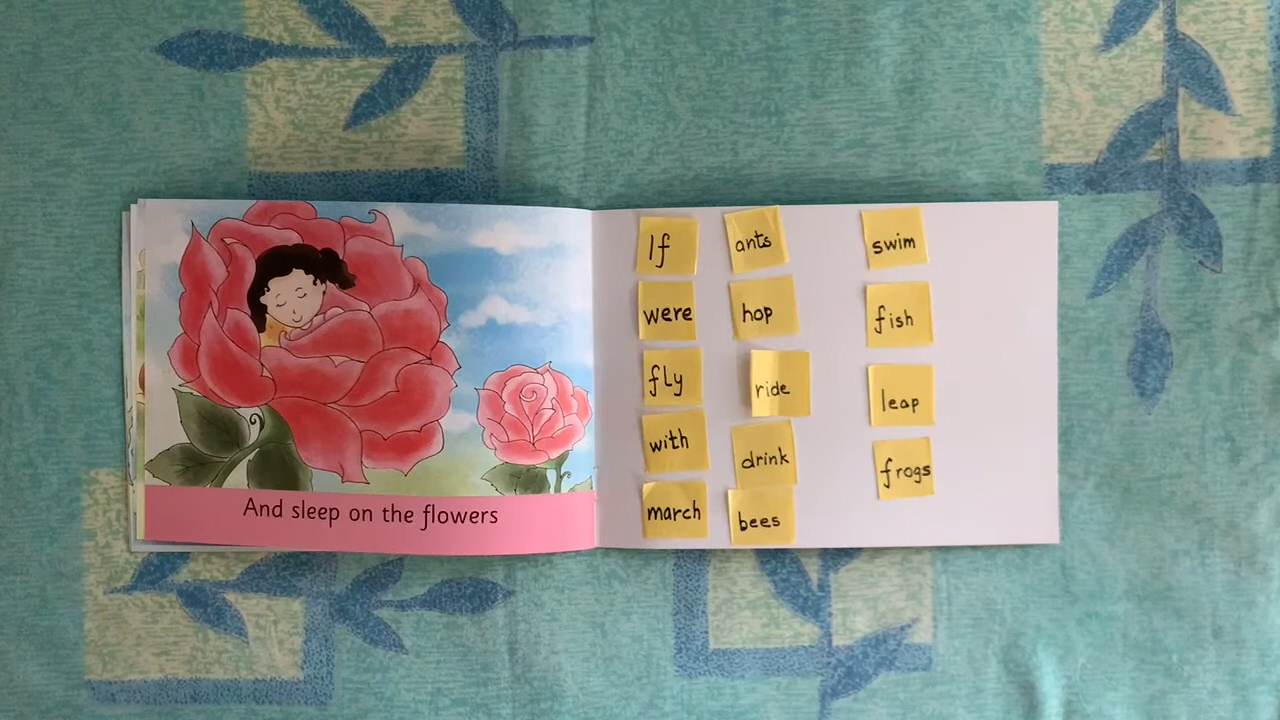 And sleep on the flowers
If
were
fly
with
march
ants
hop
ride
drink
bees
swim
fish
leap
frogs